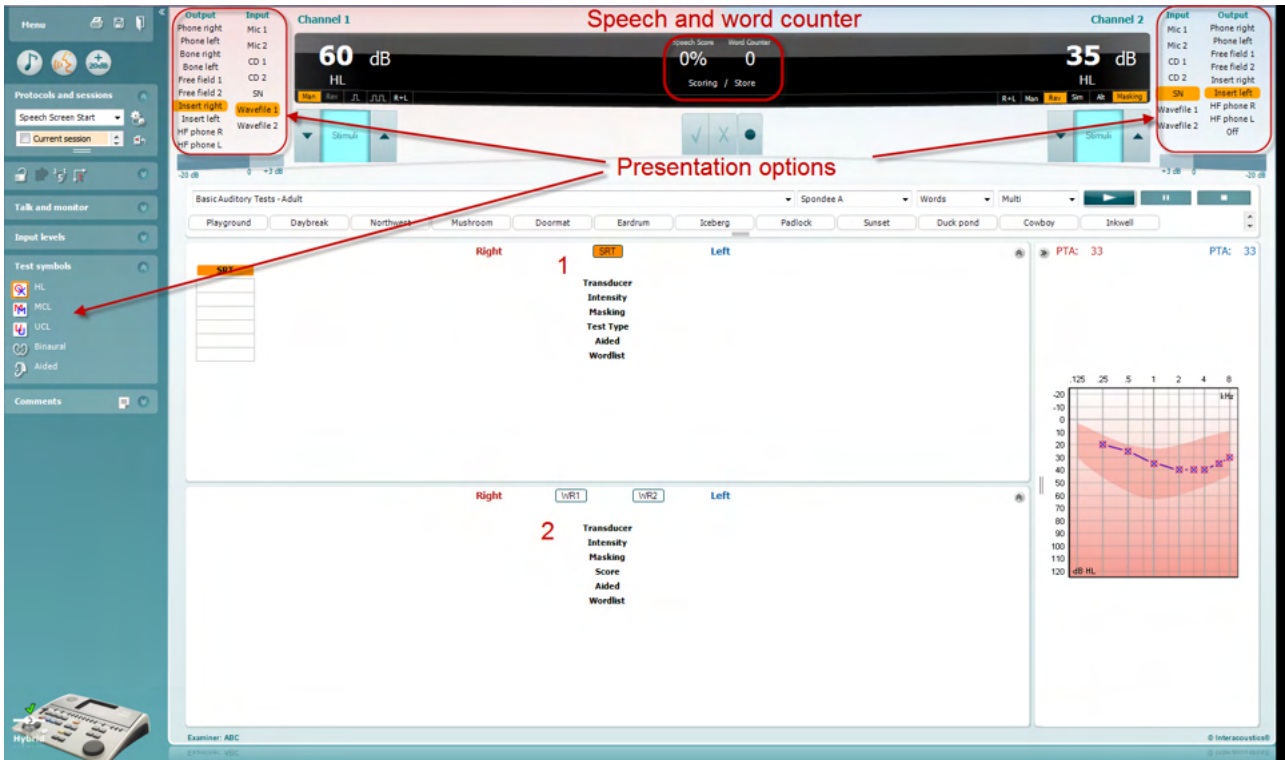 Menu
Protocols and sessions
Speech Screen Start
Current session
Talk and monitor
Input levels
Test symbols
HL
MCL
UCL
Binaural
Aided
Comments
Hybrid
Output Input
Phone right Mic 1
Phone left Mic 2
Bone right CD 1
Bone left CD 2
Free field 1 SN
Free field 2 Wavefile 1
Insert right Wavefile 2
Insert left
HF phone R
HF phone L
Channel 1
Speech and word counter
Channel 2
60 dB
HL
Man Rev R+L
Speech Score Word Counter
0% 0
Scoring / Store
35 dB
HL
R+L Man Rev Sim Alt Masking
Input Output
Mic 1 Phone right
Mic 2 Phone left
CD 1 Free field 1
CD 2 Free field 2
SN Insert right
Wavefile 1 Insert left
Wavefile 2 HF phone R
HF phone L
Off
Stimuli
Stimuli
Presentation options
-20 dB 0 +3 dB
+3 dB 0 -20 dB
Basic Auditory Tests - Adult Spondee A Words Multi
Playground Daybreak Northwest Mushroom Doormat Eardrum Iceberg Padlock Sunset Duck pond Cowboy Inkwell
Right SRT Left
SRT
1
Transducer
Intensity
Masking
Test Type
Aided
Wordlist
PTA: 33 PTA: 33
.125 .25 .5 1 2 4 8
kHz
-20
-10
0
10
20
30
40
50
60
70
80
90
100
110
120 dB HL
Right WR1 WR2 Left
2
Transducer
Intensity
Masking
Score
Aided
Wordlist
Examiner: ABC
© Interacoustics®